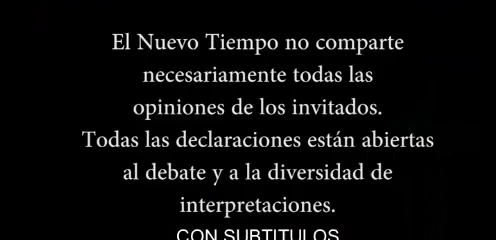 El Nuevo Tiempo no comparte
necesariamente todas las
opiniones de los invitados.
Todas las declaraciones están abiertas
al debate y a la diversidad de
interpretaciones.
CON SUBTITULOS